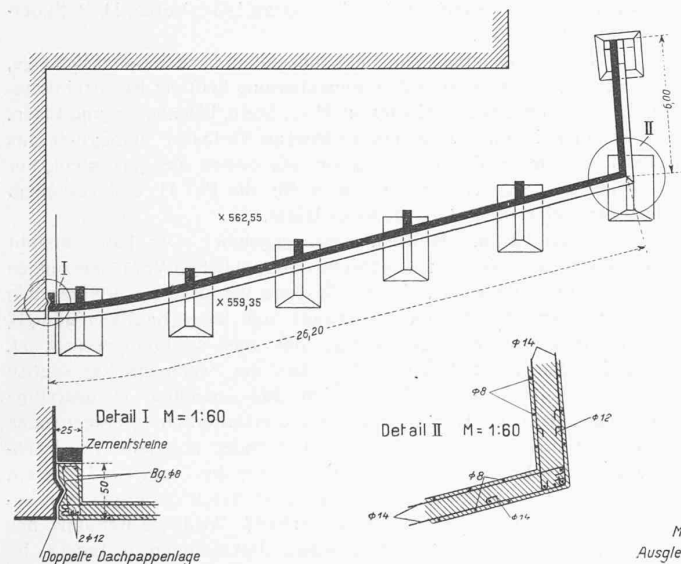 II
6,00
I
× 562,55
× 559,35
26,20
Detail I M = 1:60
25
Zementsteine
Bg. ϕ8
50
2ϕ12
Doppelte Dachpappenlage
ϕ14
ϕ8
ϕ12
Detail II M = 1:60
ϕ8
ϕ14
ϕ14
M
Ausgle